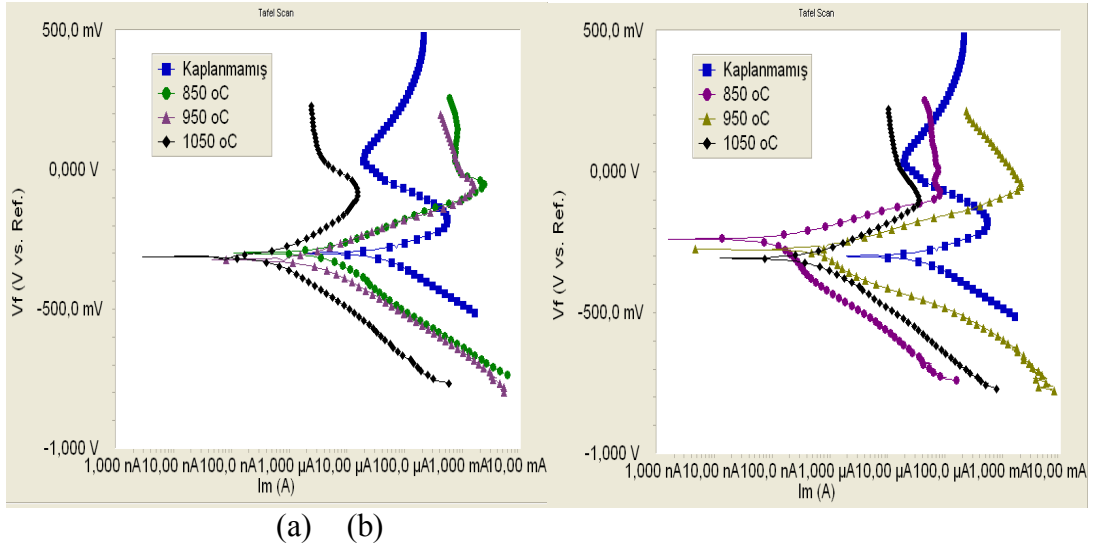 Tafel Scan
500,0 mV
0,000 V
-500,0 mV
-1,000 V
Vf (V vs. Ref.)
Kaplanmamış
850 oC
950 oC
1050 oC
1,000 nA10,00 nA100,0 nA1,000 µA10,00 µA100,0 µA1,000 mA10,00 mA
Im (A)
Tafel Scan
500,0 mV
0,000 V
-500,0 mV
-1,000 V
Vf (V vs. Ref.)
Kaplanmamış
850 oC
950 oC
1050 oC
1,000 nA10,00 nA100,0 nA1,000 µA10,00 µA100,0 µA1,000 mA10,00 mA
Im (A)
(a) (b)